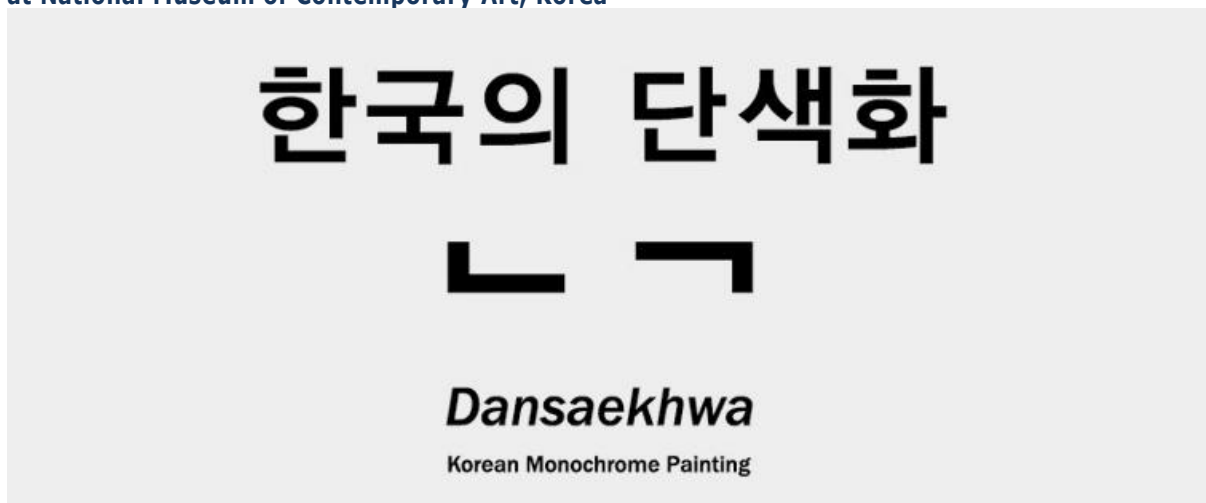 at National Museum of Contemporary Art, Korea
한국의 단색화
ㄴ ㄱ
Dansaekhwa
Korean Monochrome Painting